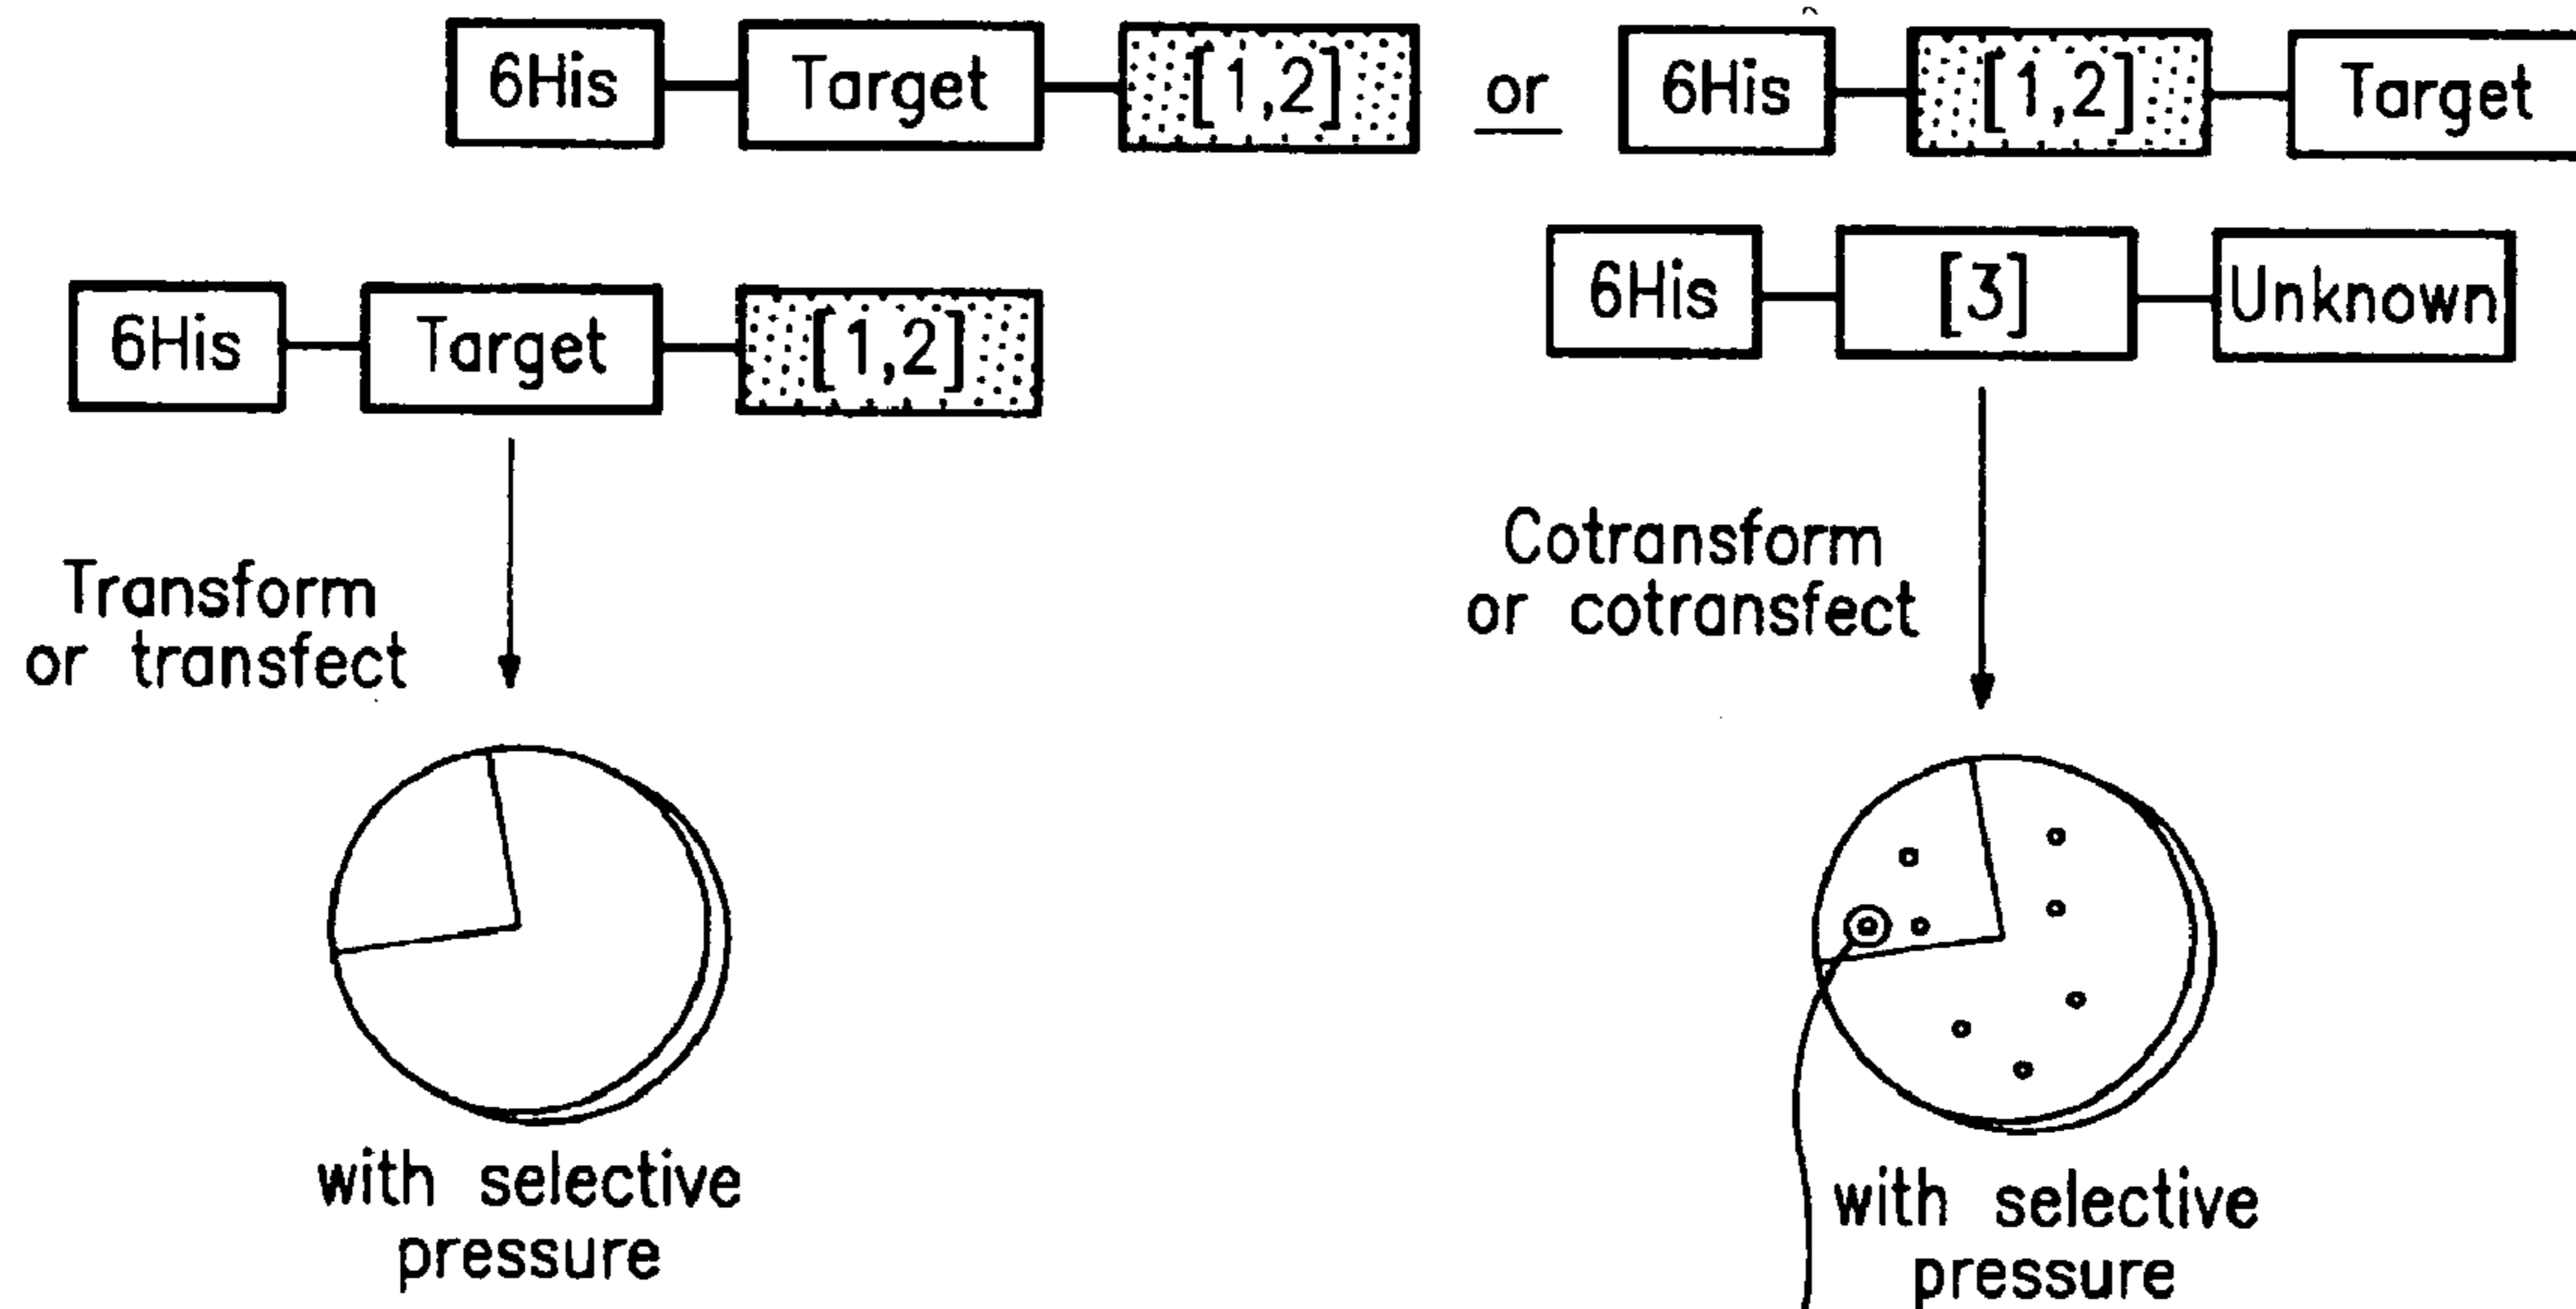 6His Target [1,2] or 6His [1,2] Target
6His [3] Unknown
6His Target [1,2]
Transform
or transfect
Cotransform
or cotransfect
with selective
pressure
with selective
pressure